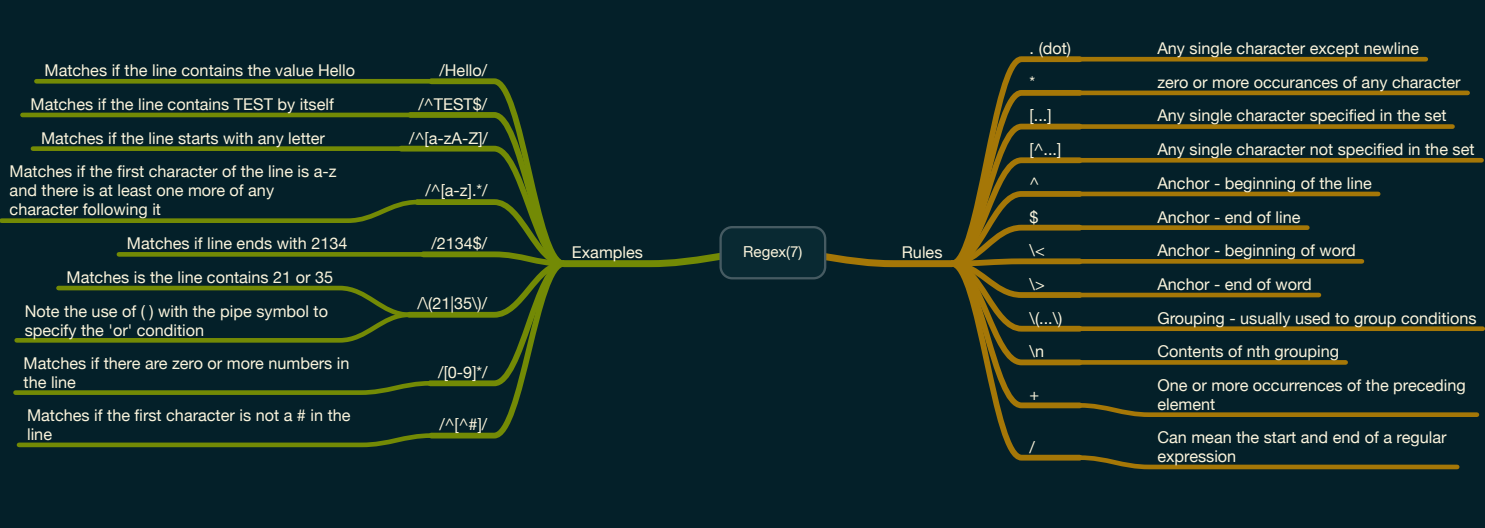 Regex(7)
Examples
/Hello/
Matches if the line contains the value Hello
/^TEST$/
Matches if the line contains TEST by itself
/^[a-zA-Z]/
Matches if the line starts with any letter
/^[a-z].*/
Matches if the first character of the line is a-z
and there is at least one more of any
character following it
/2134$/
Matches if line ends with 2134
/\(21|35\)/
Matches is the line contains 21 or 35
Note the use of ( ) with the pipe symbol to
specify the 'or' condition
/[0-9]*/
Matches if there are zero or more numbers in
the line
/^[^#]/
Matches if the first character is not a # in the
line
Rules
. (dot)
Any single character except newline
*
zero or more occurances of any character
[...]
Any single character specified in the set
[^...]
Any single character not specified in the set
^
Anchor - beginning of the line
$
Anchor - end of line
\<
Anchor - beginning of word
\>
Anchor - end of word
\(...\)
Grouping - usually used to group conditions
\n
Contents of nth grouping
+
One or more occurrences of the preceding
element
/
Can mean the start and end of a regular
expression